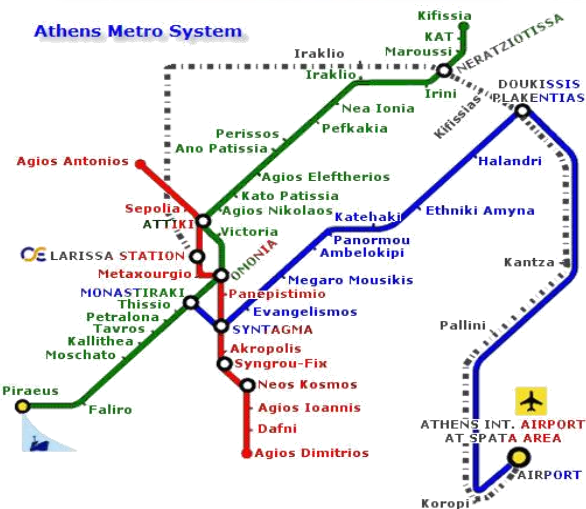 Athens Metro System
Kifissia
KAT
Maroussi
NERATZIOTISSA
Iraklio
Iraklio
Irini
DOUKISSIS
PLAKENTIAS
Kifissias
Nea Ionia
Pefkakia
Perissos
Ano Patissia
Halandri
Agios Antonios
Agios Eleftherios
Kato Patissia
Sepolia
Agios Nikolaos
ATTIKI
Victoria
Katehaki
Ethniki Amyna
Panormou
Ambelokipi
LARISSA STATION
OMONIA
Metaxourgio
Megaro Mousikis
Kantza
MONASTIRAKI
Panepistimio
Thissio
Evangelismos
Petralona
SYNTAGMA
Tavros
Pallini
Kallithea
Akropolis
Moschato
Syngrou-Fix
Piraeus
Neos Kosmos
Faliro
Agios Ioannis
ATHENS INT. AIRPORT
AT SPATA AREA
Dafni
Agios Dimitrios
AIRPORT
Koropi